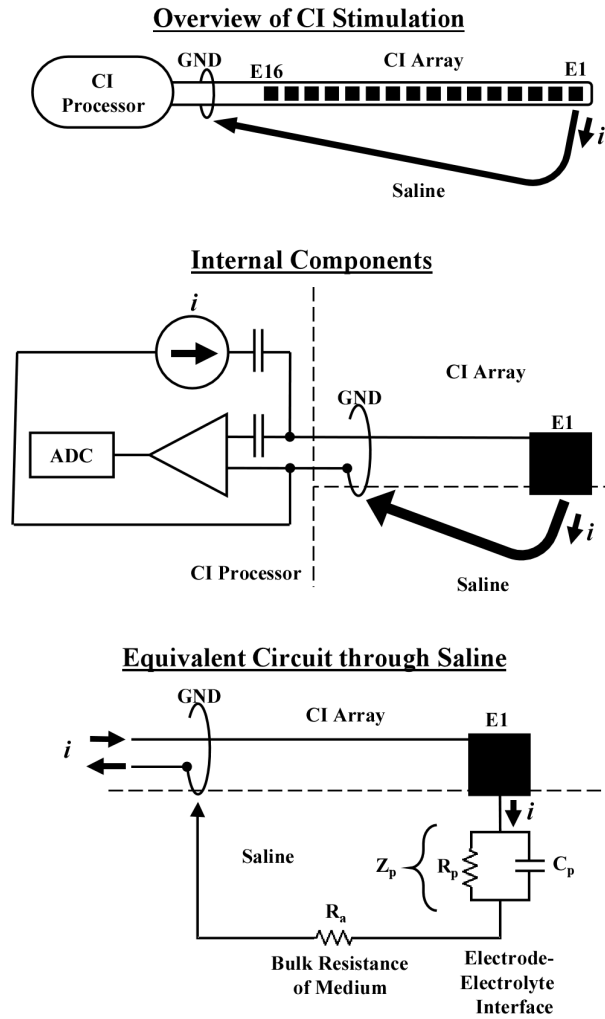 Overview of CI Stimulation
GND
CI Array
E16
E1
CI
Processor
i
Saline
Internal Components
i
CI Array
GND
E1
ADC
i
CI Processor
Saline
Equivalent Circuit through Saline
GND
CI Array
E1
i
i
Saline
Zp
Rp
Cp
Ra
Bulk Resistance
of Medium
Electrode-
Electrolyte
Interface